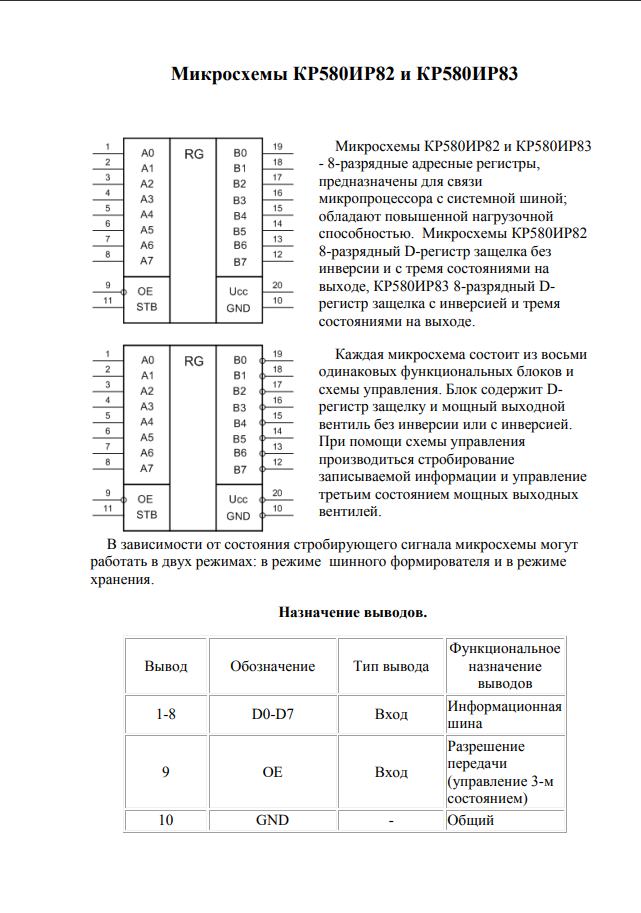 Микросхемы КР580ИР82 и КР580ИР83
1 A0 RG B0 19
2 A1 B1 18
3 A2 B2 17
4 A3 B3 16
5 A4 B4 15
6 A5 B5 14
7 A6 B6 13
8 A7 B7 12
9 OE Ucc 20
11 STB GND 10
Микросхемы КР580ИР82 и КР580ИР83
- 8-разрядные адресные регистры,
предназначены для связи
микропроцессора с системной шиной;
обладают повышенной нагрузочной
способностью. Микросхемы КР580ИР82
8-разрядный D-регистр защелка без
инверсии и с тремя состояниями на
выходе, КР580ИР83 8-разрядный D-
регистр защелка с инверсией и тремя
состояниями на выходе.
1 A0 RG B0 19
2 A1 B1 18
3 A2 B2 17
4 A3 B3 16
5 A4 B4 15
6 A5 B5 14
7 A6 B6 13
8 A7 B7 12
9 OE Ucc 20
11 STB GND 10
Каждая микросхема состоит из восьми
одинаковых функциональных блоков и
схемы управления. Блок содержит D-
регистр защелку и мощный выходной
вентиль без инверсии или с инверсией.
При помощи схемы управления
производиться стробирование
записываемой информации и управление
третьим состоянием мощных выходных
вентилей.
В зависимости от состояния стробирующего сигнала микросхемы могут
работать в двух режимах: в режиме шинного формирователя и в режиме
хранения.
Назначение выводов.
Вывод Обозначение Тип вывода Функциональное
назначение
выводов
1-8 D0-D7 Вход Информационная
шина
9 OE Вход Разрешение
передачи
(управление 3-м
состоянием)
10 GND - Общий